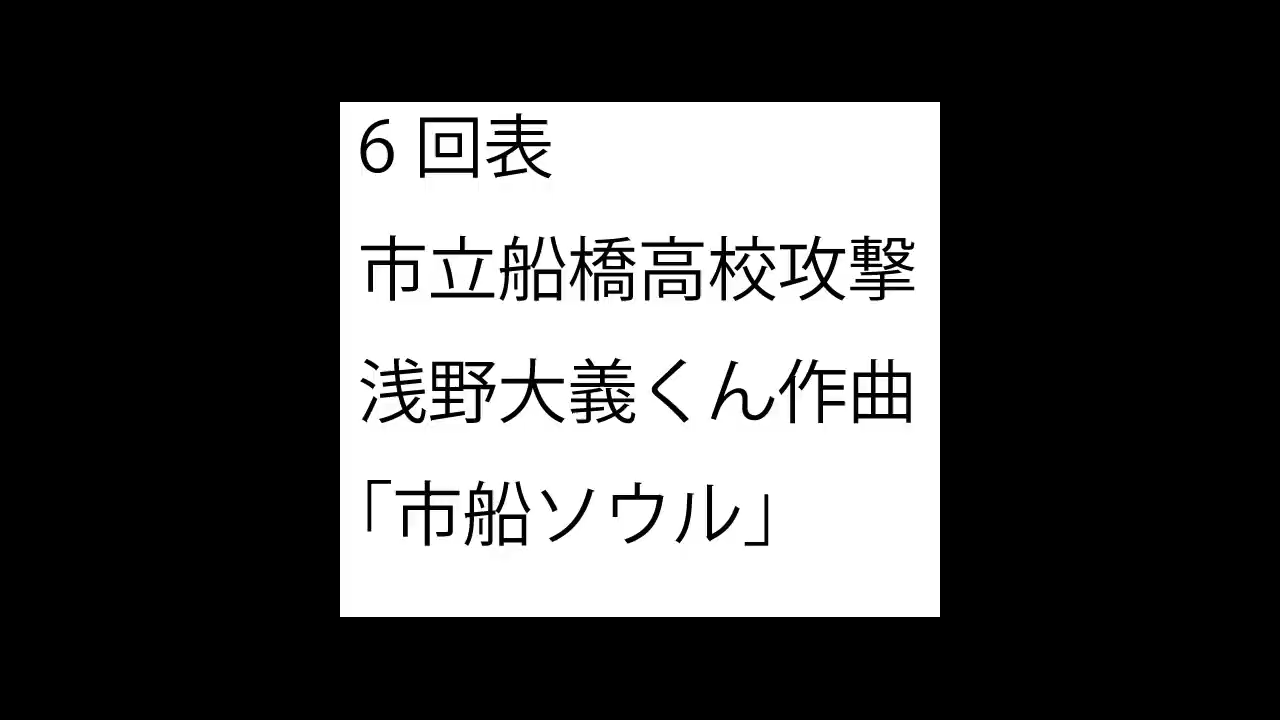 6回表
市立船橋高校攻撃
浅野大義くん作曲
「市船ソウル」